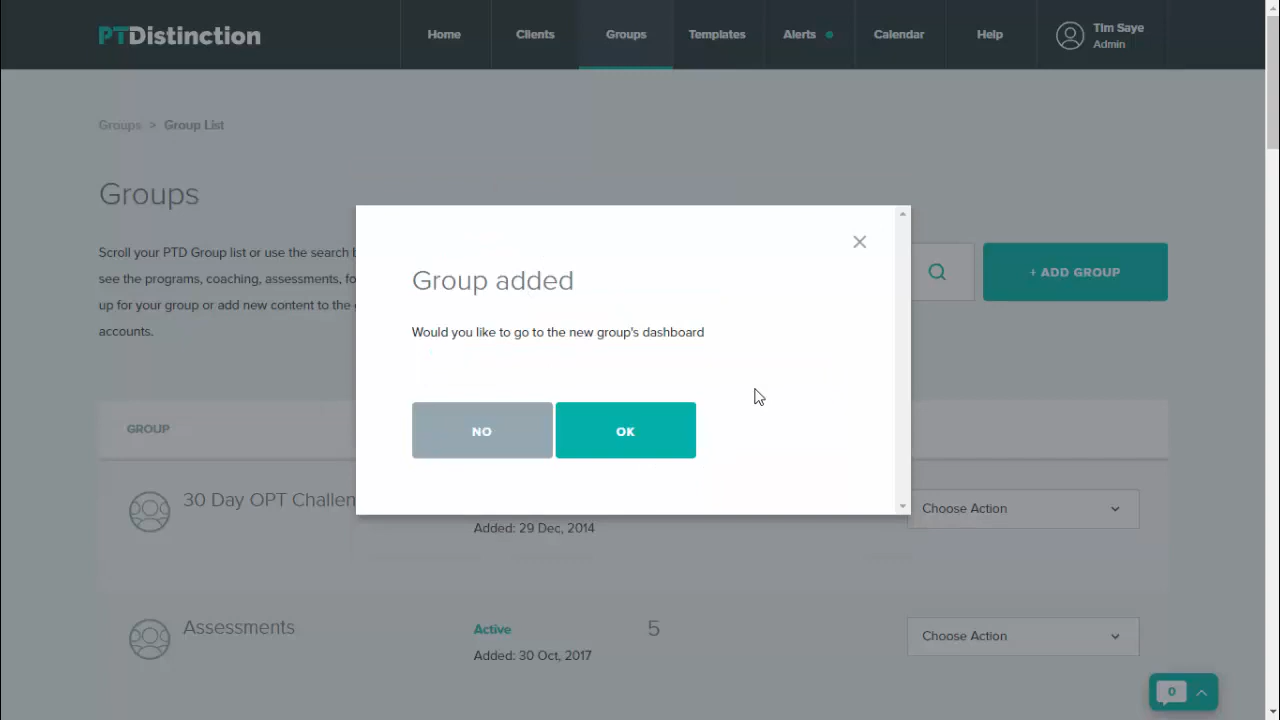 PTDistinction
Home
Clients
Groups
Templates
Alerts
Calendar
Help
Tim Saye
Admin
Groups > Group List
Groups
Scroll your PTD Group list or use the search
see the programs, coaching, assessments,
up for your group or add new content to the
accounts.
+ ADD GROUP
Group added
Would you like to go to the new group's dashboard
NO
OK
GROUP
30 Day OPT Challen
Added: 29 Dec, 2014
Choose Action
Assessments
Active
5
Added: 30 Oct, 2017
Choose Action
0